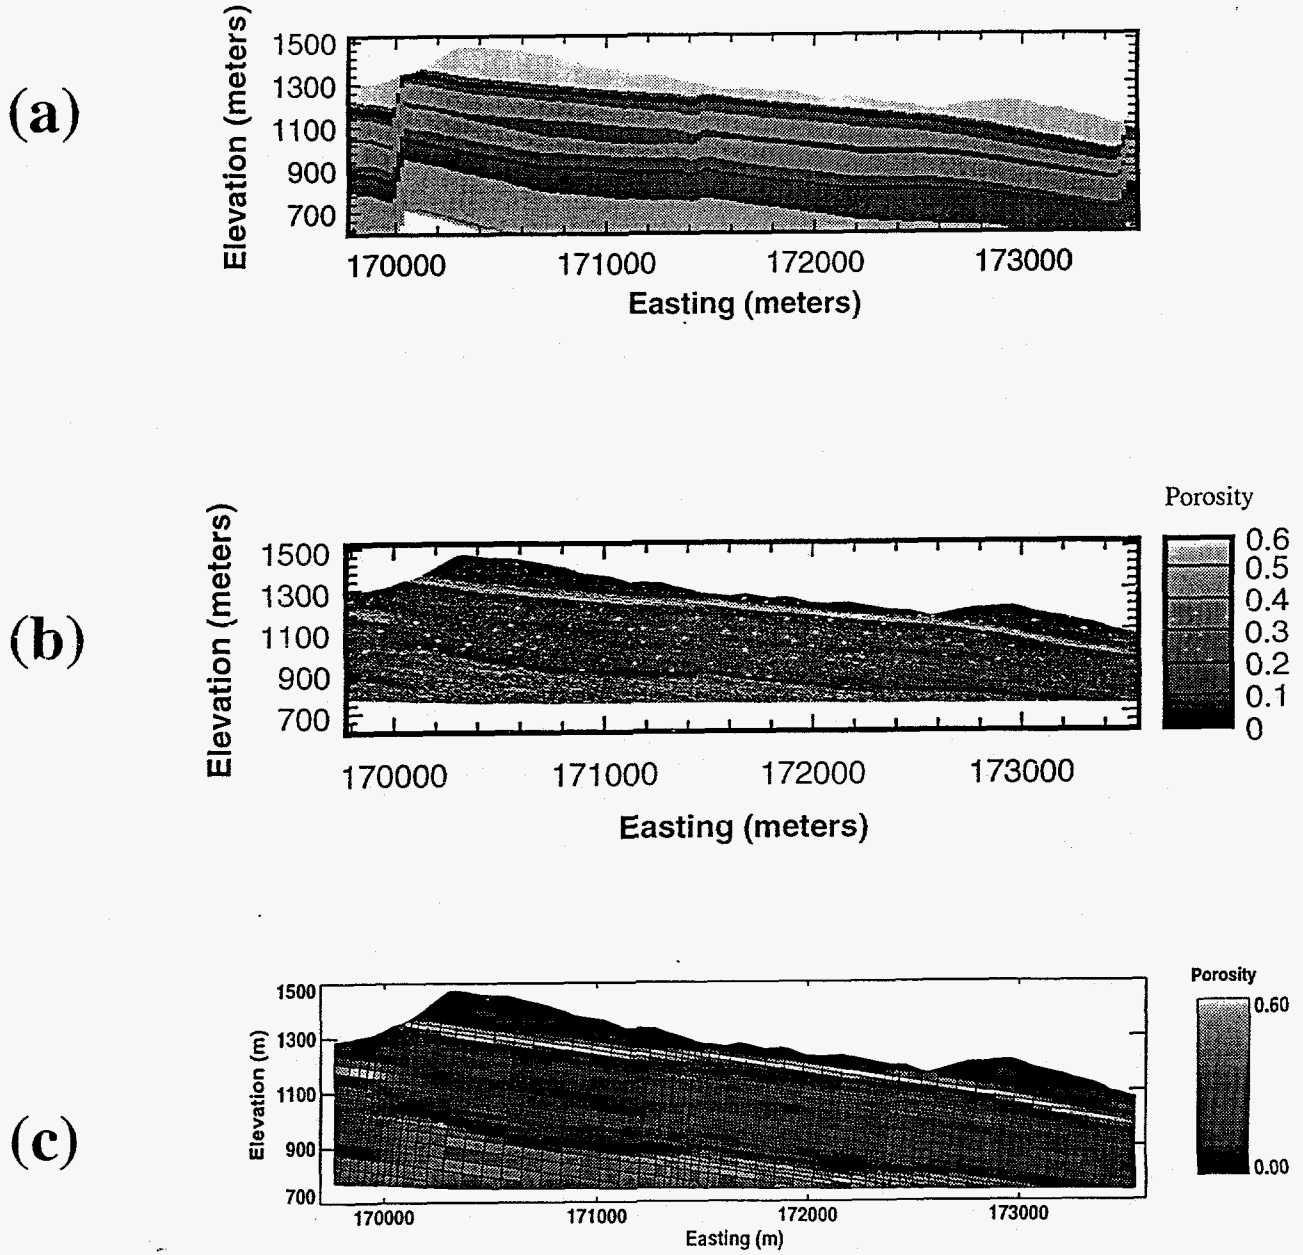 (a)
Elevation (meters)
1500
1300
1100
900
700
170000 171000 172000 173000
Easting (meters)
(b)
Elevation (meters)
1500
1300
1100
900
700
170000 171000 172000 173000
Easting (meters)
Porosity
0.6
0.5
0.4
0.3
0.2
0.1
0
(c)
Elevation (m)
1500
1300
1100
900
700
170000 171000 172000 173000
Easting (m)
Porosity
0.60
0.00